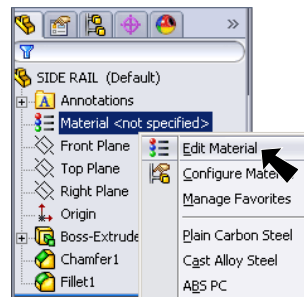 »
SIDE RAIL (Default)
Annotations
Material <not specified>
Front Plane
Edit Material
Top Plane
Configure Mater
Right Plane
Manage Favorites
Origin
Boss-Extrude
Plain Carbon Steel
Chamfer1
Cast Alloy Steel
Fillet1
ABS PC